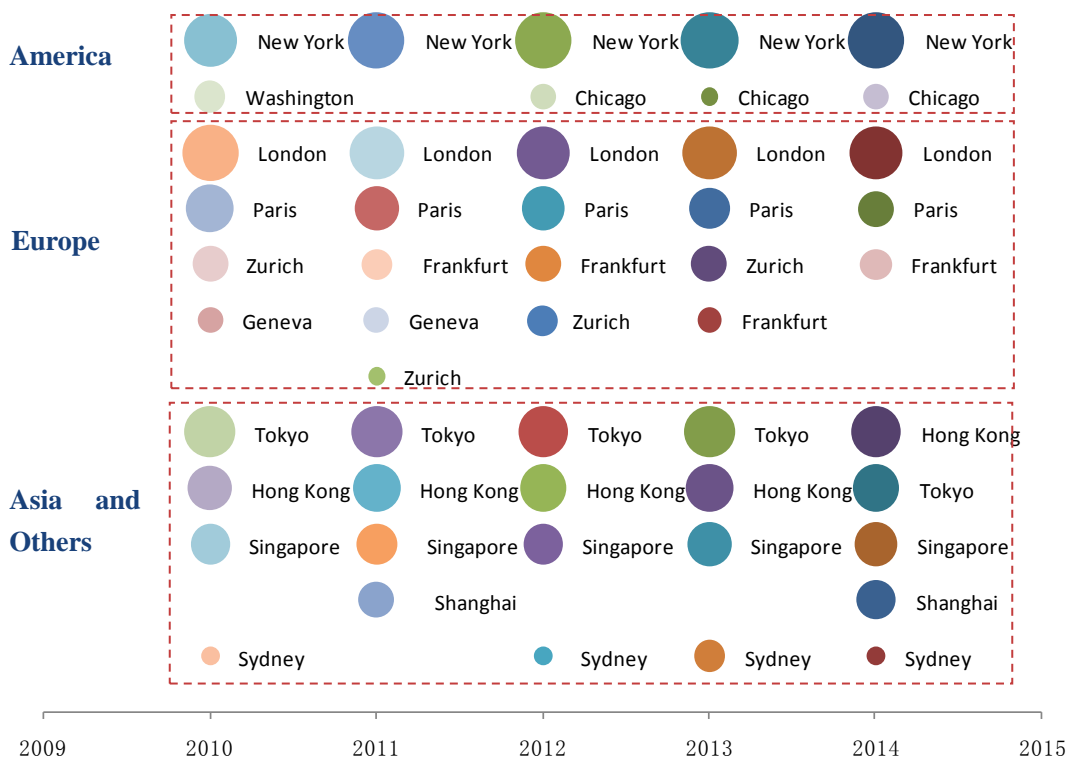 America
New York New York New York New York New York
Washington Chicago Chicago Chicago
London London London London London
Paris Paris Paris Paris Paris
Europe
Zurich Frankfurt Frankfurt Zurich Frankfurt
Geneva Geneva Zurich Frankfurt
Zurich
Tokyo Tokyo Tokyo Tokyo Hong Kong
Hong Kong Hong Kong Hong Kong Hong Kong Tokyo
Asia and
Others
Singapore Singapore Singapore Singapore Singapore
Shanghai Shanghai
Sydney Sydney Sydney Sydney
2009 2010 2011 2012 2013 2014 2015